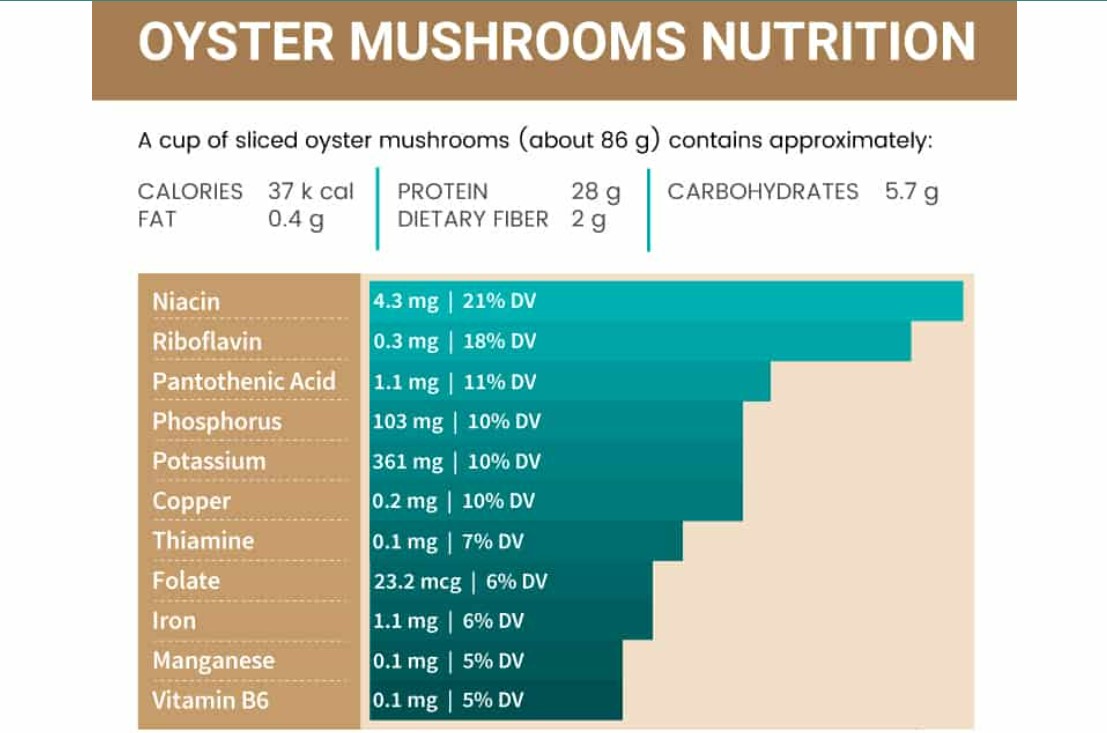 OYSTER MUSHROOMS NUTRITION
A cup of sliced oyster mushrooms (about 86 g) contains approximately:
CALORIES 37 k cal
FAT 0.4 g
PROTEIN 28 g
DIETARY FIBER 2 g
CARBOHYDRATES 5.7 g
Niacin 4.3 mg | 21% DV
Riboflavin 0.3 mg | 18% DV
Pantothenic Acid 1.1 mg | 11% DV
Phosphorus 103 mg | 10% DV
Potassium 361 mg | 10% DV
Copper 0.2 mg | 10% DV
Thiamine 0.1 mg | 7% DV
Folate 23.2 mcg | 6% DV
Iron 1.1 mg | 6% DV
Manganese 0.1 mg | 5% DV
Vitamin B6 0.1 mg | 5% DV